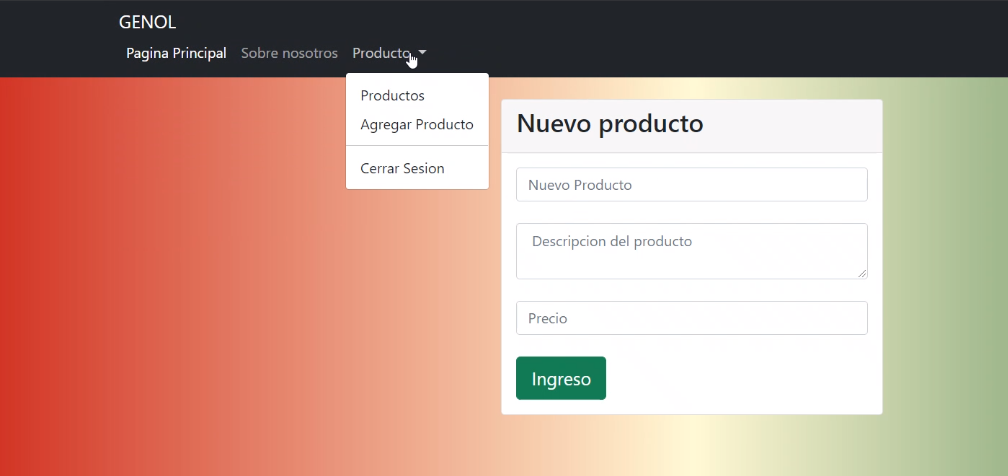 GENOL
Pagina Principal Sobre nosotros Producto
Productos
Agregar Producto
Cerrar Sesion
Nuevo producto
Nuevo Producto
Descripcion del producto
Precio
Ingreso